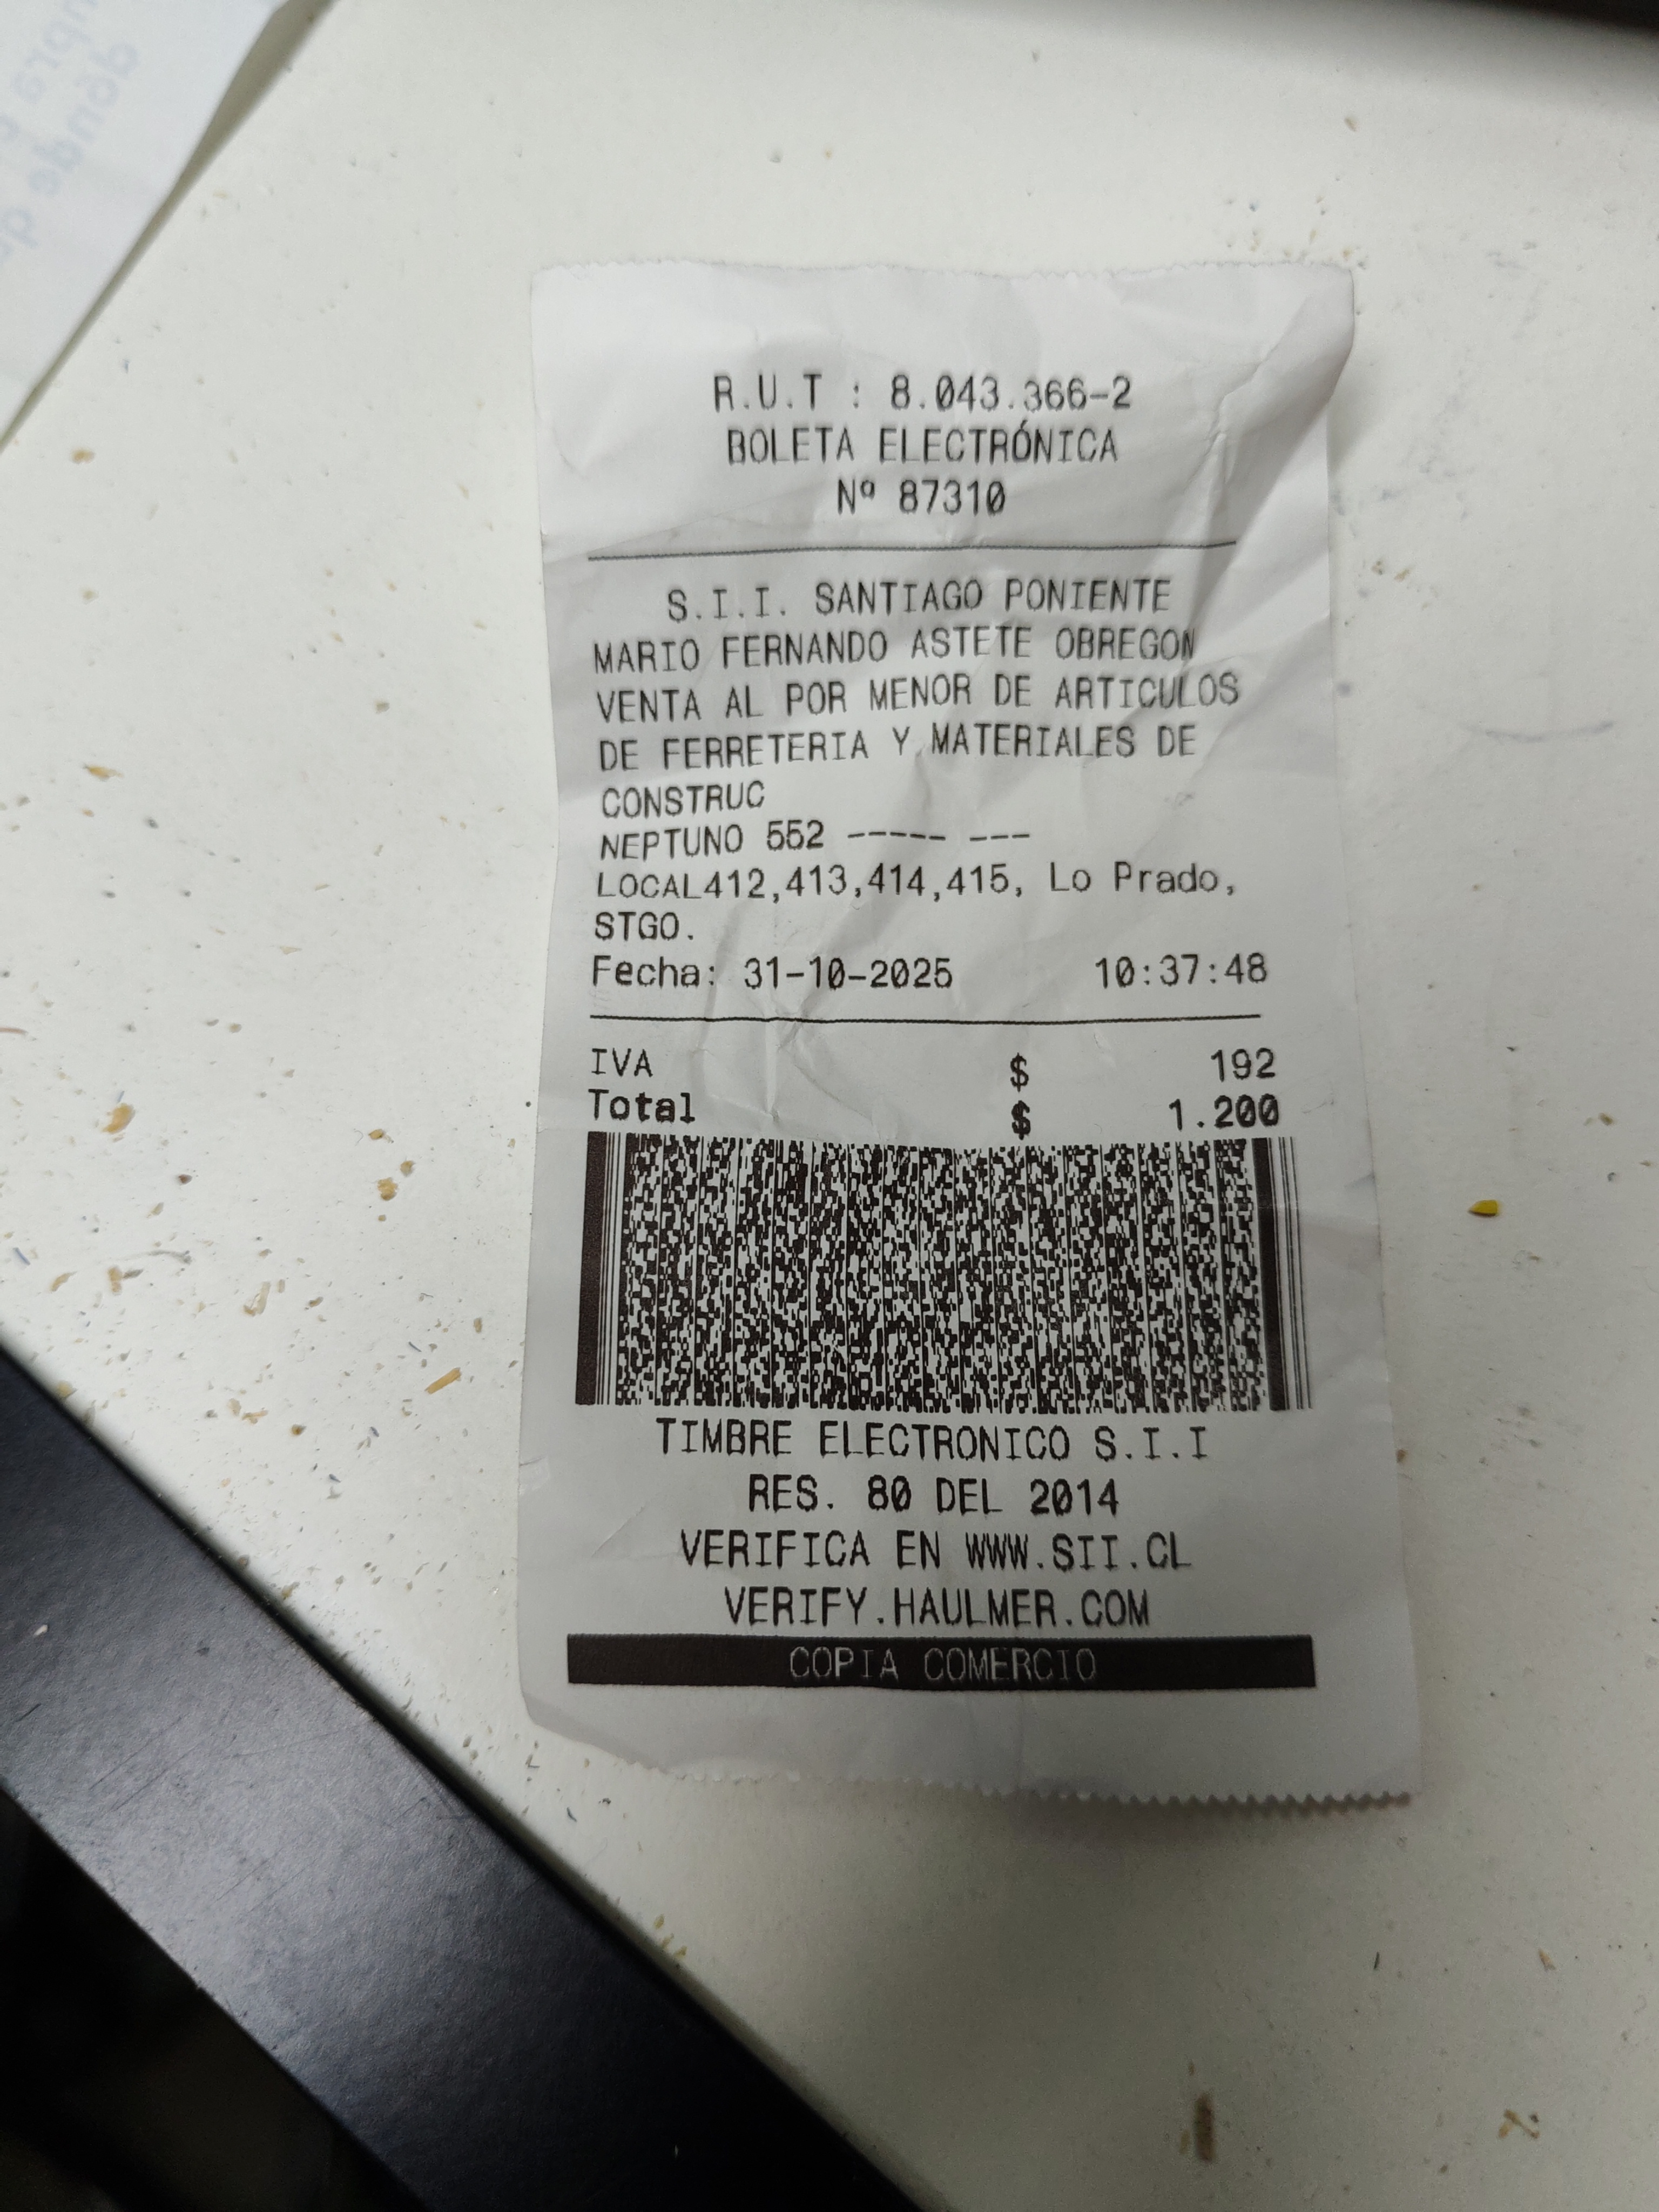 R.U.T : 8.043.366-2
BOLETA ELECTRÓNICA
Nº 87310
S.I.I. SANTIAGO PONIENTE
MARIO FERNANDO ASTETE OBREGON
VENTA AL POR MENOR DE ARTICULOS
DE FERRETERIA Y MATERIALES DE
CONSTRUC
NEPTUNO 552 ----- ---
LOCAL412,413,414,415, Lo Prado,
STGO.
Fecha: 31-10-2025 10:37:48
IVA $ 192
Total $ 1.200
TIMBRE ELECTRONICO S.I.I
RES. 80 DEL 2014
VERIFICA EN WWW.SII.CL
VERIFY.HAULMER.COM
COPIA COMERCIO